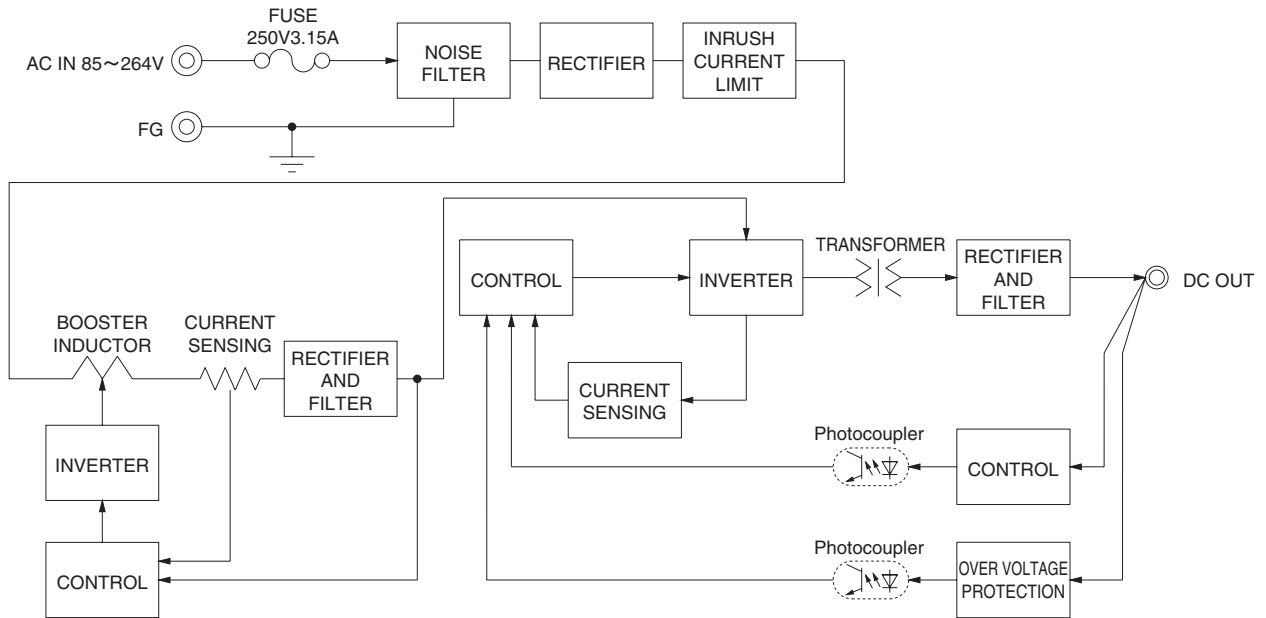 FUSE
250V3.15A
AC IN 85～264V
NOISE
FILTER
RECTIFIER
INRUSH
CURRENT
LIMIT
FG
CONTROL
INVERTER
TRANSFORMER
RECTIFIER
AND
FILTER
DC OUT
BOOSTER
INDUCTOR
CURRENT
SENSING
RECTIFIER
AND
FILTER
CURRENT
SENSING
INVERTER
Photocoupler
CONTROL
CONTROL
Photocoupler
OVER VOLTAGE
PROTECTION